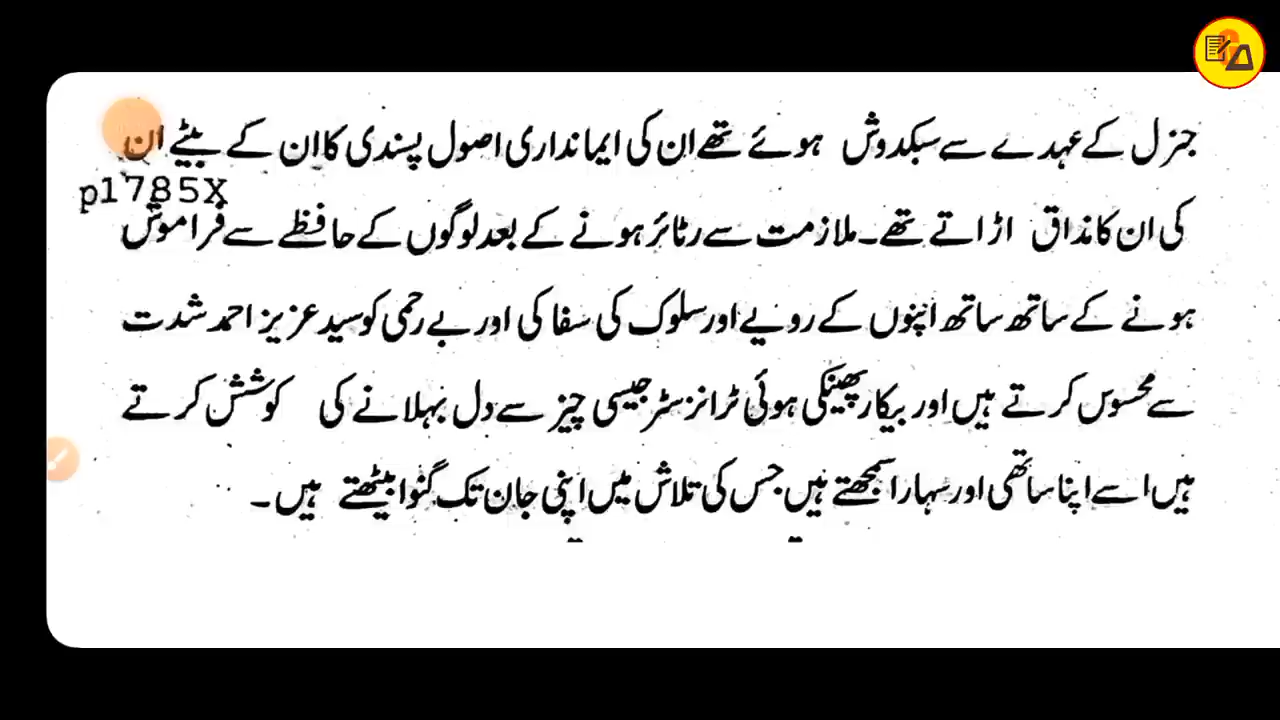 جنرل کے عہدے سے سبکدوش ہوئے تھے ان کی ایمانداری اصول پسندی کا ان کے بیٹے ان
p1785X
کی ان کا مذاق اڑاتے تھے۔ ملازمت سے رٹائر ہونے کے بعد لوگوں کے حافظے سے فراموش
ہونے کے ساتھ ساتھ اپنوں کے رویے اور سلوک کی سفاکی اور بے رحمی کو سید عزیز احمد شدت
سے محسوس کرتے ہیں اور بیکار پھینکی ہوئی ٹرانزسٹر جیسی چیز سے دل بہلانے کی کوشش کرتے
ہیں اسے اپنا ساتھی اور سہارا سمجھتے ہیں جس کی تلاش میں اپنی جان تک گنوا بیٹھتے ہیں۔